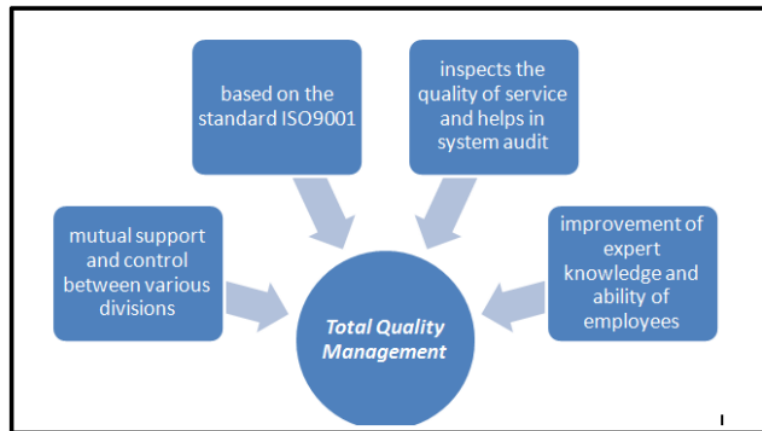 based on the
standard ISO9001
inspects the
quality of service
and helps in
system audit
mutual support
and control
between various
divisions
improvement of
expert
knowledge and
ability of
employees
Total Quality
Management